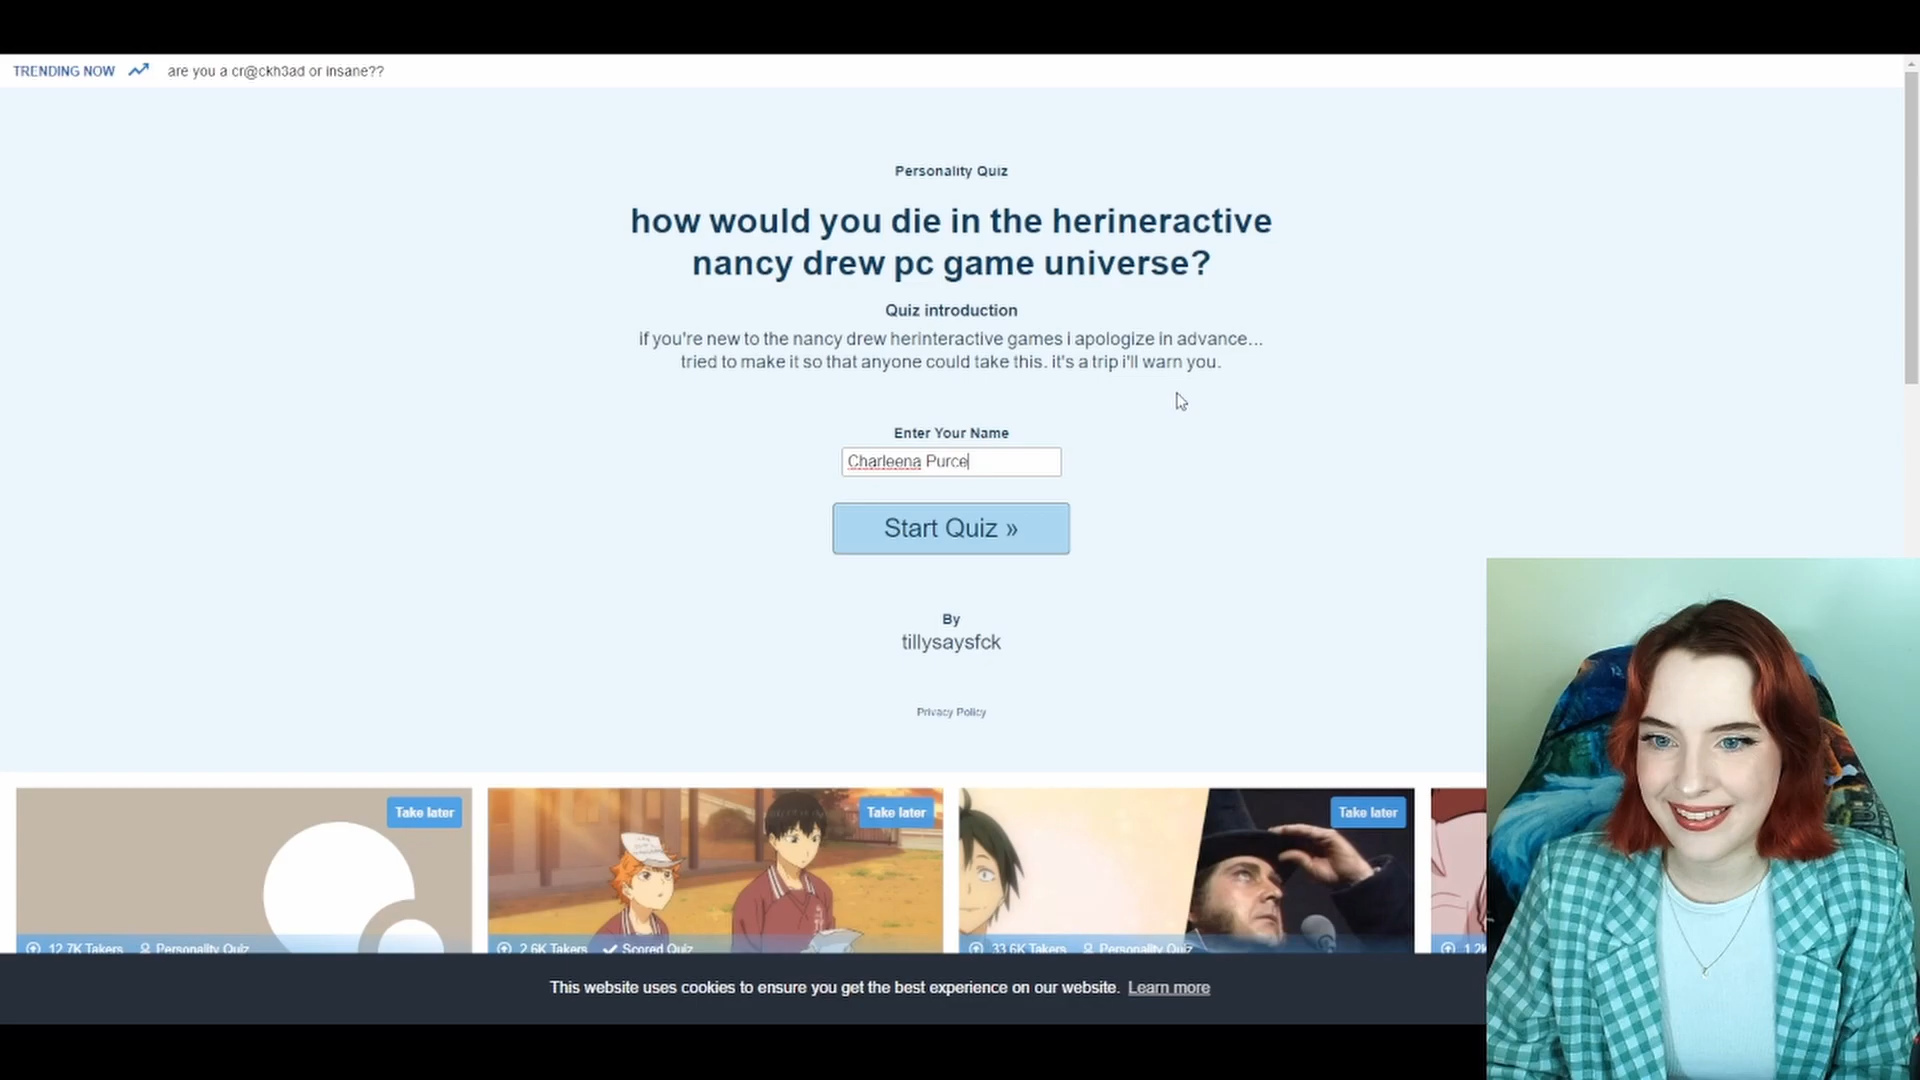 TRENDING NOW are you a cr@ckh3ad or insane??
Personality Quiz
how would you die in the herineractive
nancy drew pc game universe?
Quiz introduction
if you're new to the nancy drew herinteractive games i apologize in advance...
tried to make it so that anyone could take this. it's a trip i'll warn you.
Enter Your Name
Charleena Purce
Start Quiz »
By
tillysaysfck
Privacy Policy
Take later
Take later
Take later
12.7K Takers Personality Quiz
2.6K Takers Scored Quiz
33.6K Takers Personality Quiz
This website uses cookies to ensure you get the best experience on our website. Learn more